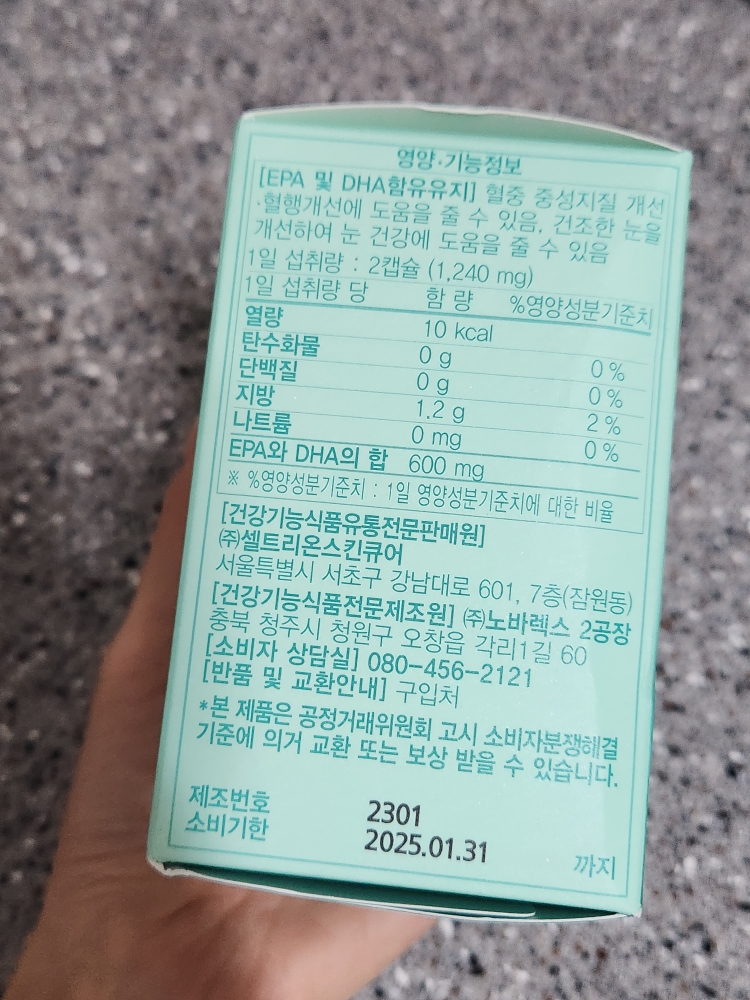 영양·기능정보
[EPA 및 DHA함유유지] 혈중 중성지질 개선
·혈행개선에 도움을 줄 수 있음. 건조한 눈을
개선하여 눈 건강에 도움을 줄 수 있음
1일 섭취량 : 2캡슐 (1,240 mg)
1일 섭취량 당 함 량 %영양성분기준치
열량 10 kcal
탄수화물 0 g 0 %
단백질 0 g 0 %
지방 1.2 g 2 %
나트륨 0 mg 0 %
EPA와 DHA의 합 600 mg
※ %영양성분기준치 : 1일 영양성분기준치에 대한 비율
[건강기능식품유통전문판매원]
㈜셀트리온스킨큐어
서울특별시 서초구 강남대로 601, 7층(잠원동)
[건강기능식품전문제조원] ㈜노바렉스 2공장
충북 청주시 청원구 오창읍 각리1길 60
[소비자 상담실] 080-456-2121
[반품 및 교환안내] 구입처
*본 제품은 공정거래위원회 고시 소비자분쟁해결
기준에 의거 교환 또는 보상 받을 수 있습니다.
제조번호 2301
소비기한 2025.01.31 까지